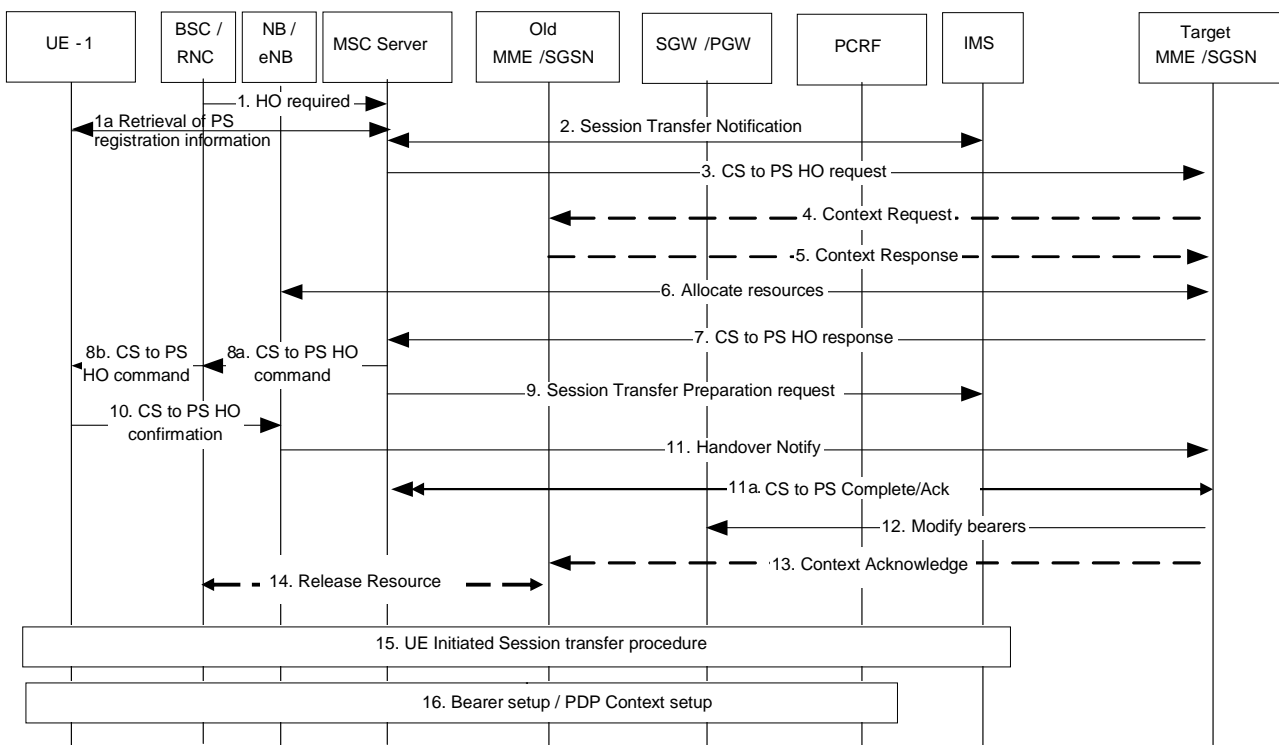 UE - 1
BSC /
RNC
NB /
eNB
MSC Server
Old
MME /SGSN
SGW /PGW
PCRF
IMS
Target
MME /SGSN
1. HO required
1a Retrieval of PS
registration information
2. Session Transfer Notification
3. CS to PS HO request
4. Context Request
5. Context Response
6. Allocate resources
7. CS to PS HO response
8b. CS to PS
HO command
8a. CS to PS HO
command
9. Session Transfer Preparation request
10. CS to PS HO
confirmation
11. Handover Notify
11a. CS to PS Complete/Ack
12. Modify bearers
13. Context Acknowledge
14. Release Resource
15. UE Initiated Session transfer procedure
16. Bearer setup / PDP Context setup